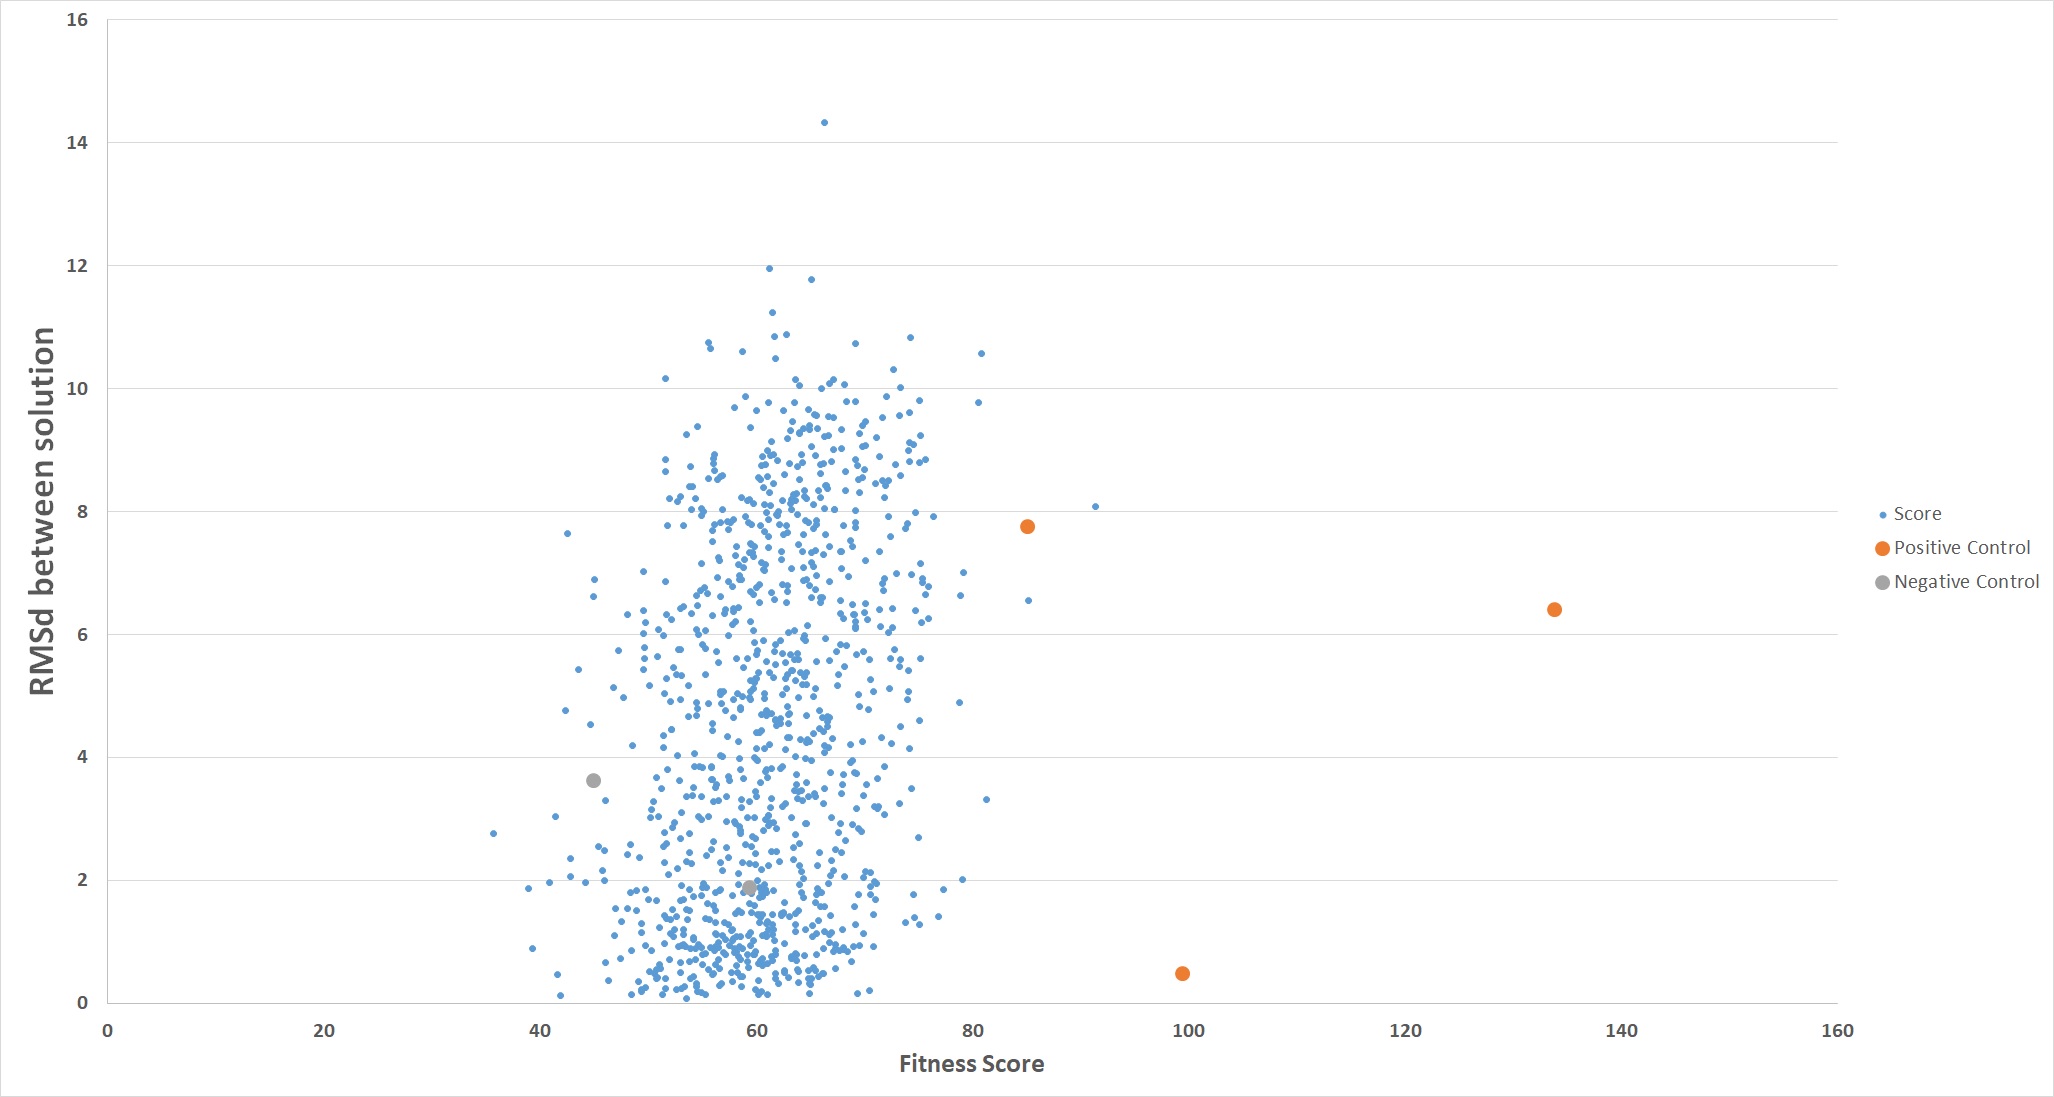 16
14
12
10
8
6
4
2
0
RMSd between solution
0 20 40 60 80 100 120 140 160
Fitness Score
Score
Positive Control
Negative Control